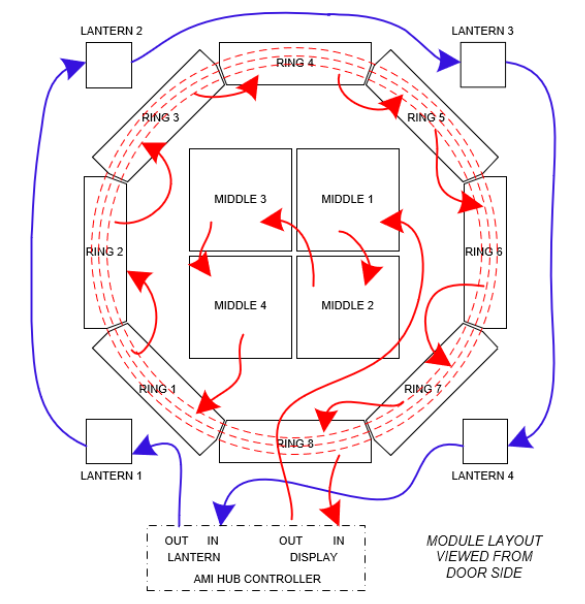 LANTERN 2
LANTERN 3
RING 4
RING 3
RING 5
MIDDLE 3
MIDDLE 1
RING 2
RING 6
MIDDLE 4
MIDDLE 2
RING 1
RING 7
RING 8
LANTERN 1
LANTERN 4
OUT IN OUT IN
LANTERN DISPLAY
AMI HUB CONTROLLER
MODULE LAYOUT
VIEWED FROM
DOOR SIDE